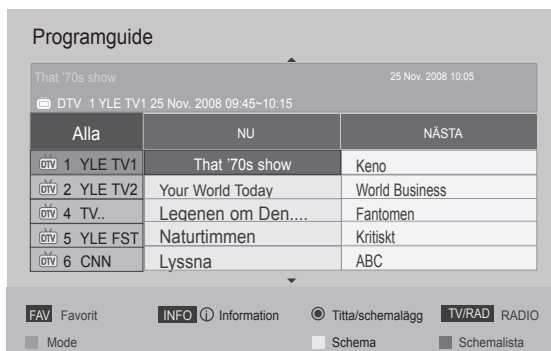 Programguide
That '70s show 25 Nov. 2008 10:05
DTV 1 YLE TV1 25 Nov. 2008 09:45~10:15
Alla NU NÄSTA
DTV 1 YLE TV1 That '70s show Keno
DTV 2 YLE TV2 Your World Today World Business
DTV 4 TV.. Legenen om Den.... Fantomen
DTV 5 YLE FST Naturtimmen Kritiskt
DTV 6 CNN Lyssna ABC
FAV Favorit INFO i Information Titta/schemalägg TV/RAD RADIO
Mode Schema Schemalista